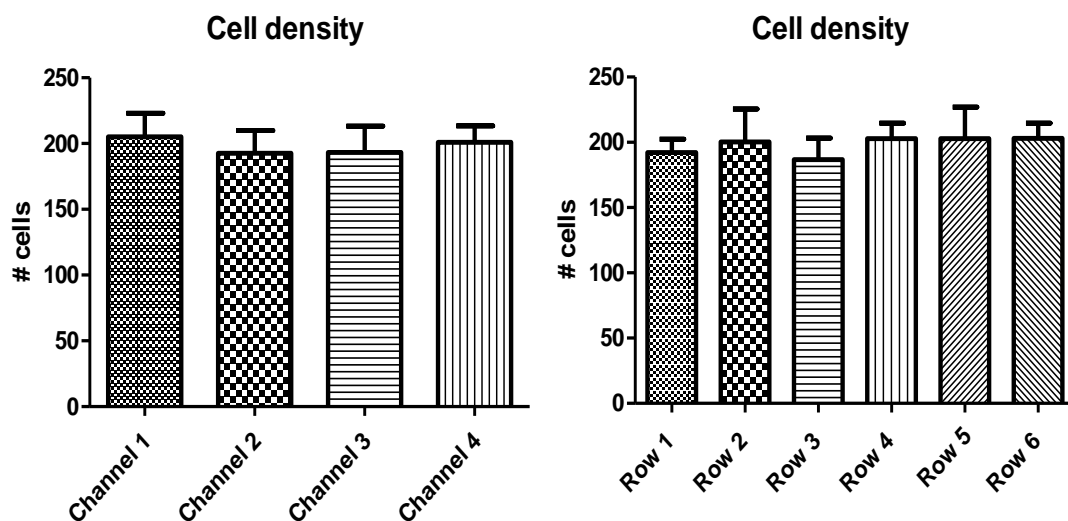 Cell density
250
200
150
100
50
0
# cells
Channel 1
Channel 2
Channel 3
Channel 4
Cell density
250
200
150
100
50
0
# cells
Row 1
Row 2
Row 3
Row 4
Row 5
Row 6